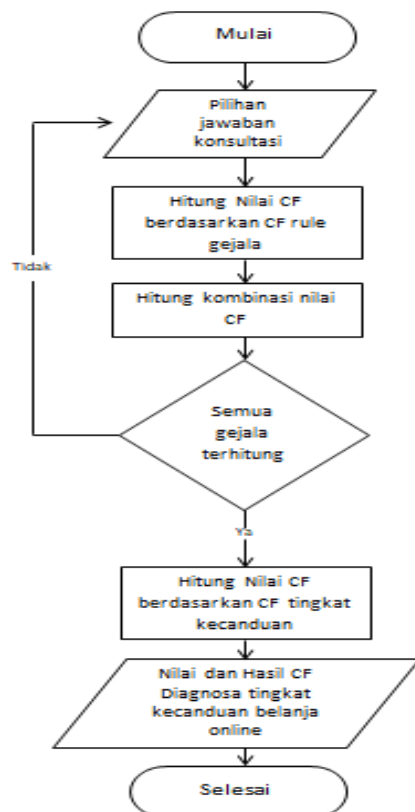 Mulai
Pilihan
jawaban
konsultasi
Hitung Nilai CF
berdasarkan CF rule
gejala
Tidak
Hitung kombinasi nilai
CF
Semua
gejala
terhitung
Ya
Hitung Nilai CF
berdasarkan CF tingkat
kecanduan
Nilai dan Hasil CF
Diagnosa tingkat
kecanduan belanja
online
Selesai